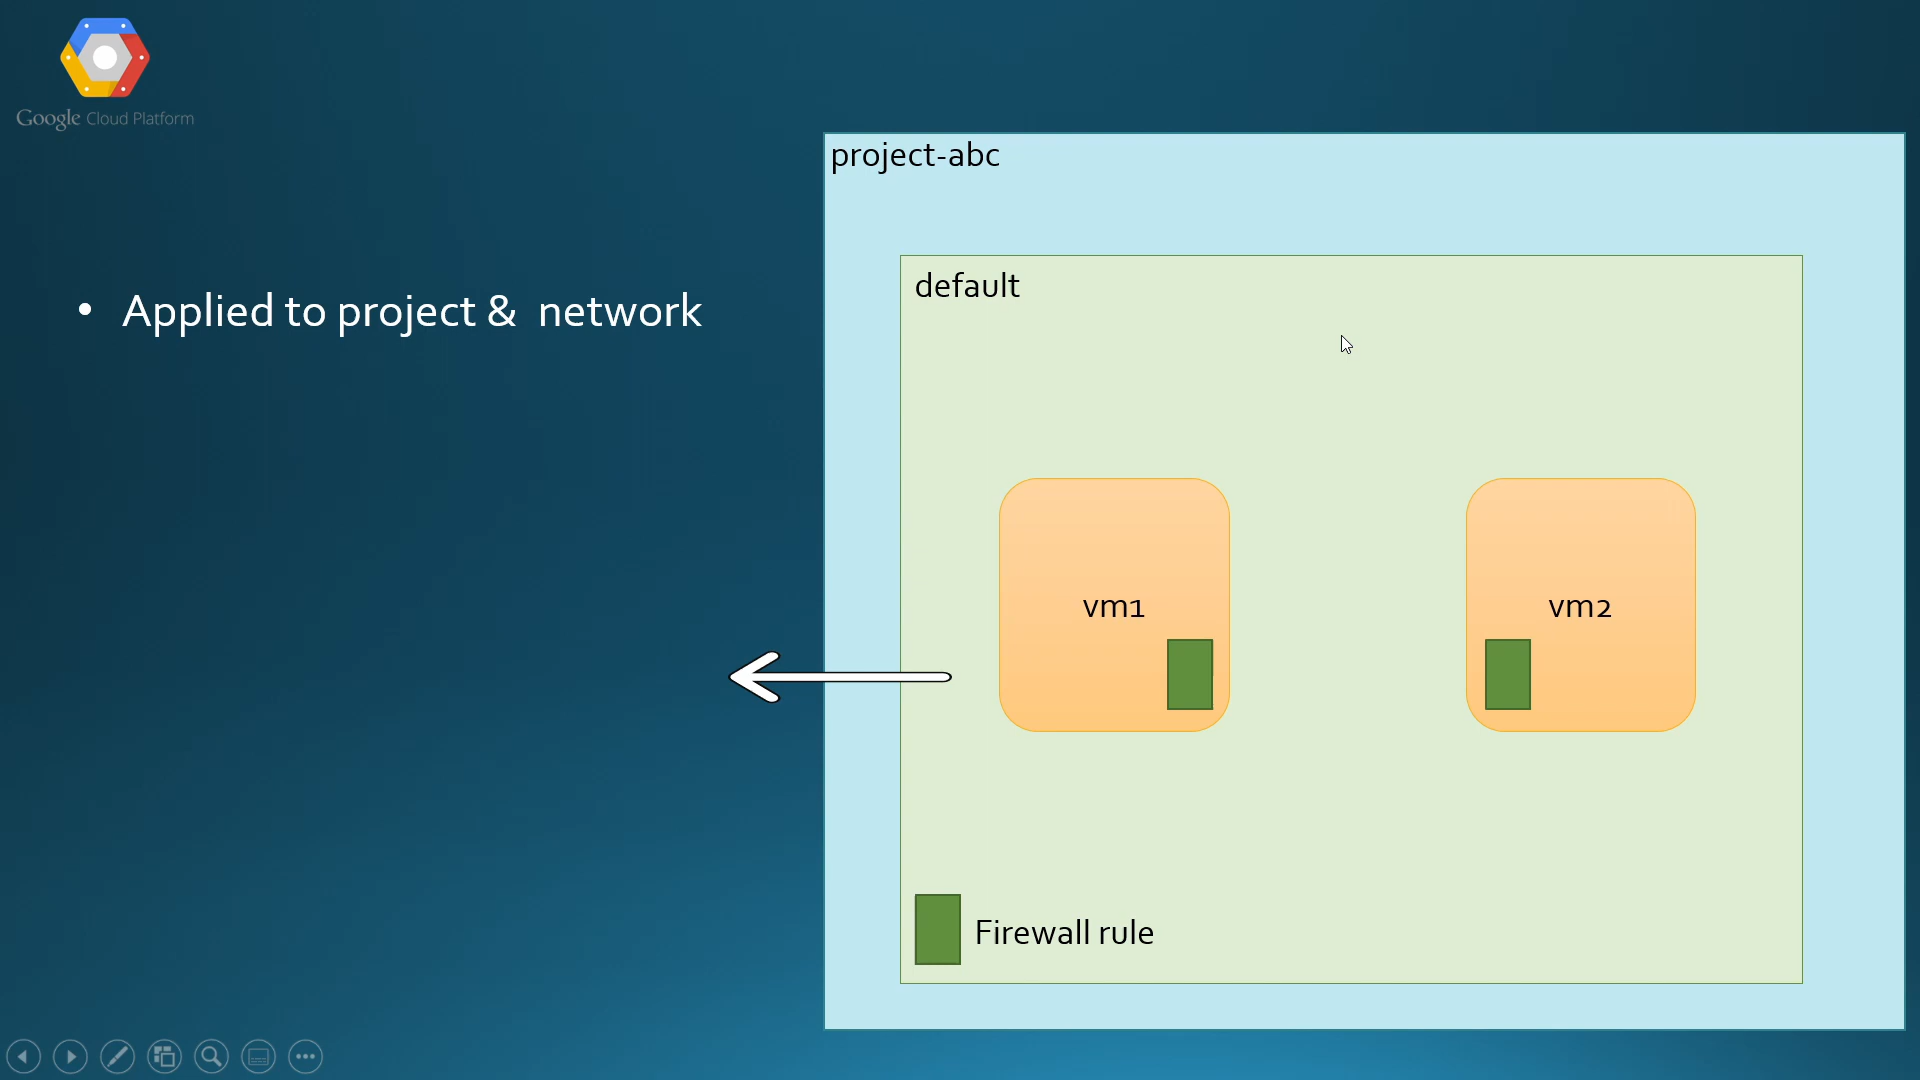 Google Cloud Platform
project-abc
default
• Applied to project &  network
vm1
vm2
Firewall rule